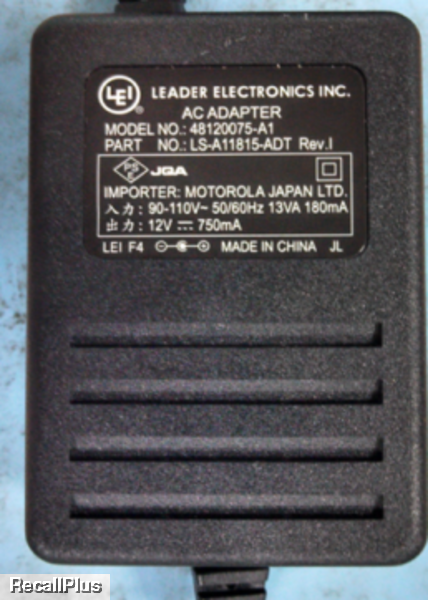 LEI ® LEADER ELECTRONICS INC.
AC ADAPTER
MODEL NO.: 48120075-A1
PART NO.: LS-A11815-ADT Rev.I
PS E JQA
IMPORTER: MOTOROLA JAPAN LTD.
入力: 90-110V~ 50/60Hz 13VA 180mA
出力: 12V ⎓ 750mA
LEI F4 MADE IN CHINA JL
RecallPlus